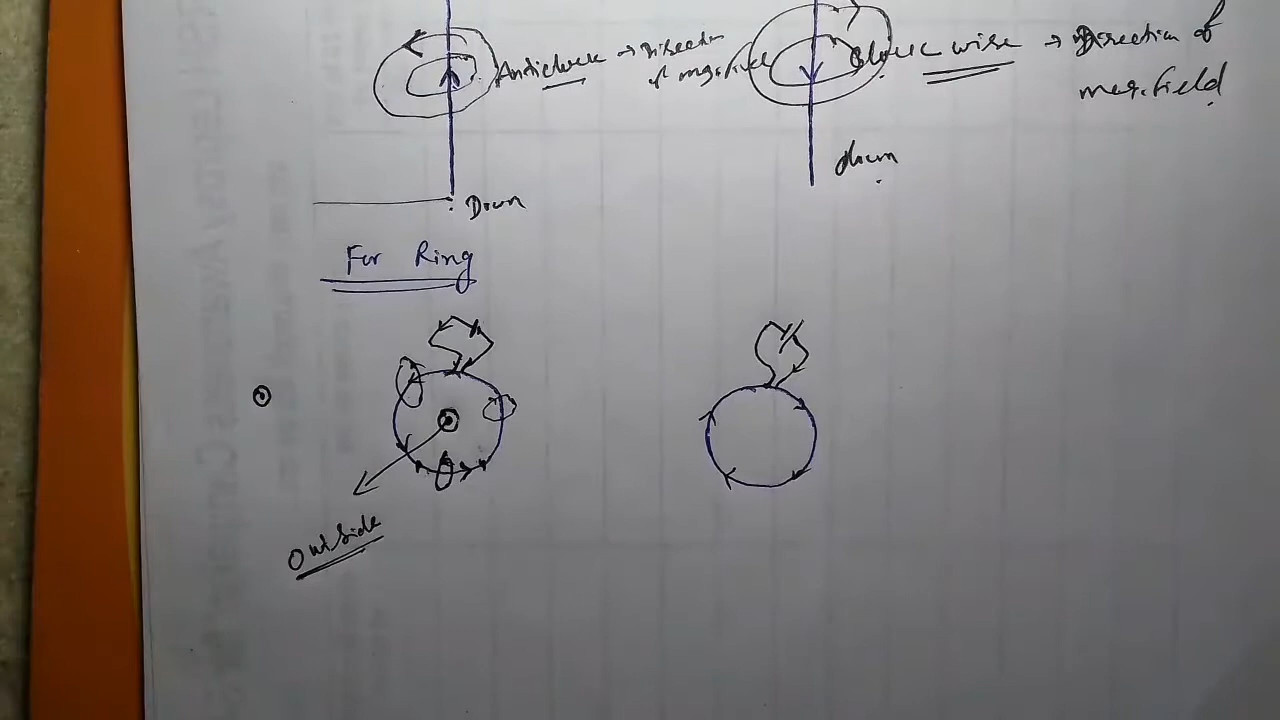 Anticlock → Direction
of mag.field
Clock wise → Direction of
mag.field
Down
down
For Ring
Outside